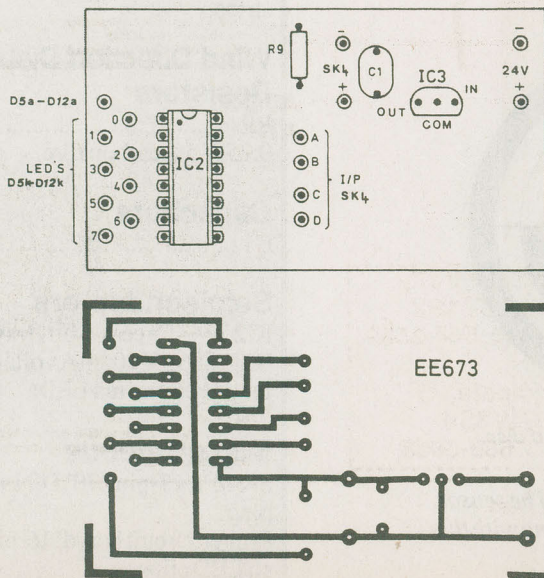 R9
-
SK4
+
C1
IC3
IN
OUT
COM
-
24V
+
D5a-D12a
0
1
2
LED'S
D5k-D12k
3
4
5
6
7
IC2
A
B
I/P
SK4
C
D
EE673